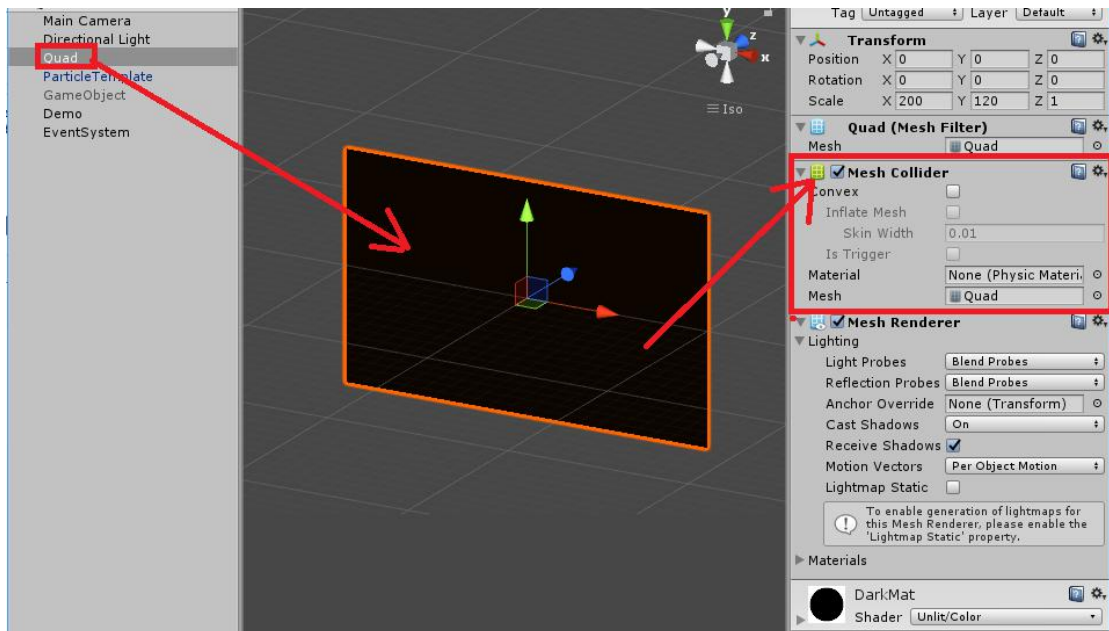 Main Camera
Directional Light
Quad
ParticleTemplate
GameObject
Demo
EventSystem
y
z
x
Iso
Tag Untagged Layer Default
Transform
Position X 0 Y 0 Z 0
Rotation X 0 Y 0 Z 0
Scale X 200 Y 120 Z 1
Quad (Mesh Filter)
Mesh Quad
Mesh Collider
Convex
Inflate Mesh
Skin Width 0.01
Is Trigger
Material None (Physic Materi
Mesh Quad
Mesh Renderer
Lighting
Light Probes Blend Probes
Reflection Probes Blend Probes
Anchor Override None (Transform)
Cast Shadows On
Receive Shadows
Motion Vectors Per Object Motion
Lightmap Static
To enable generation of lightmaps for
this Mesh Renderer, please enable the
'Lightmap Static' property.
Materials
DarkMat
Shader Unlit/Color